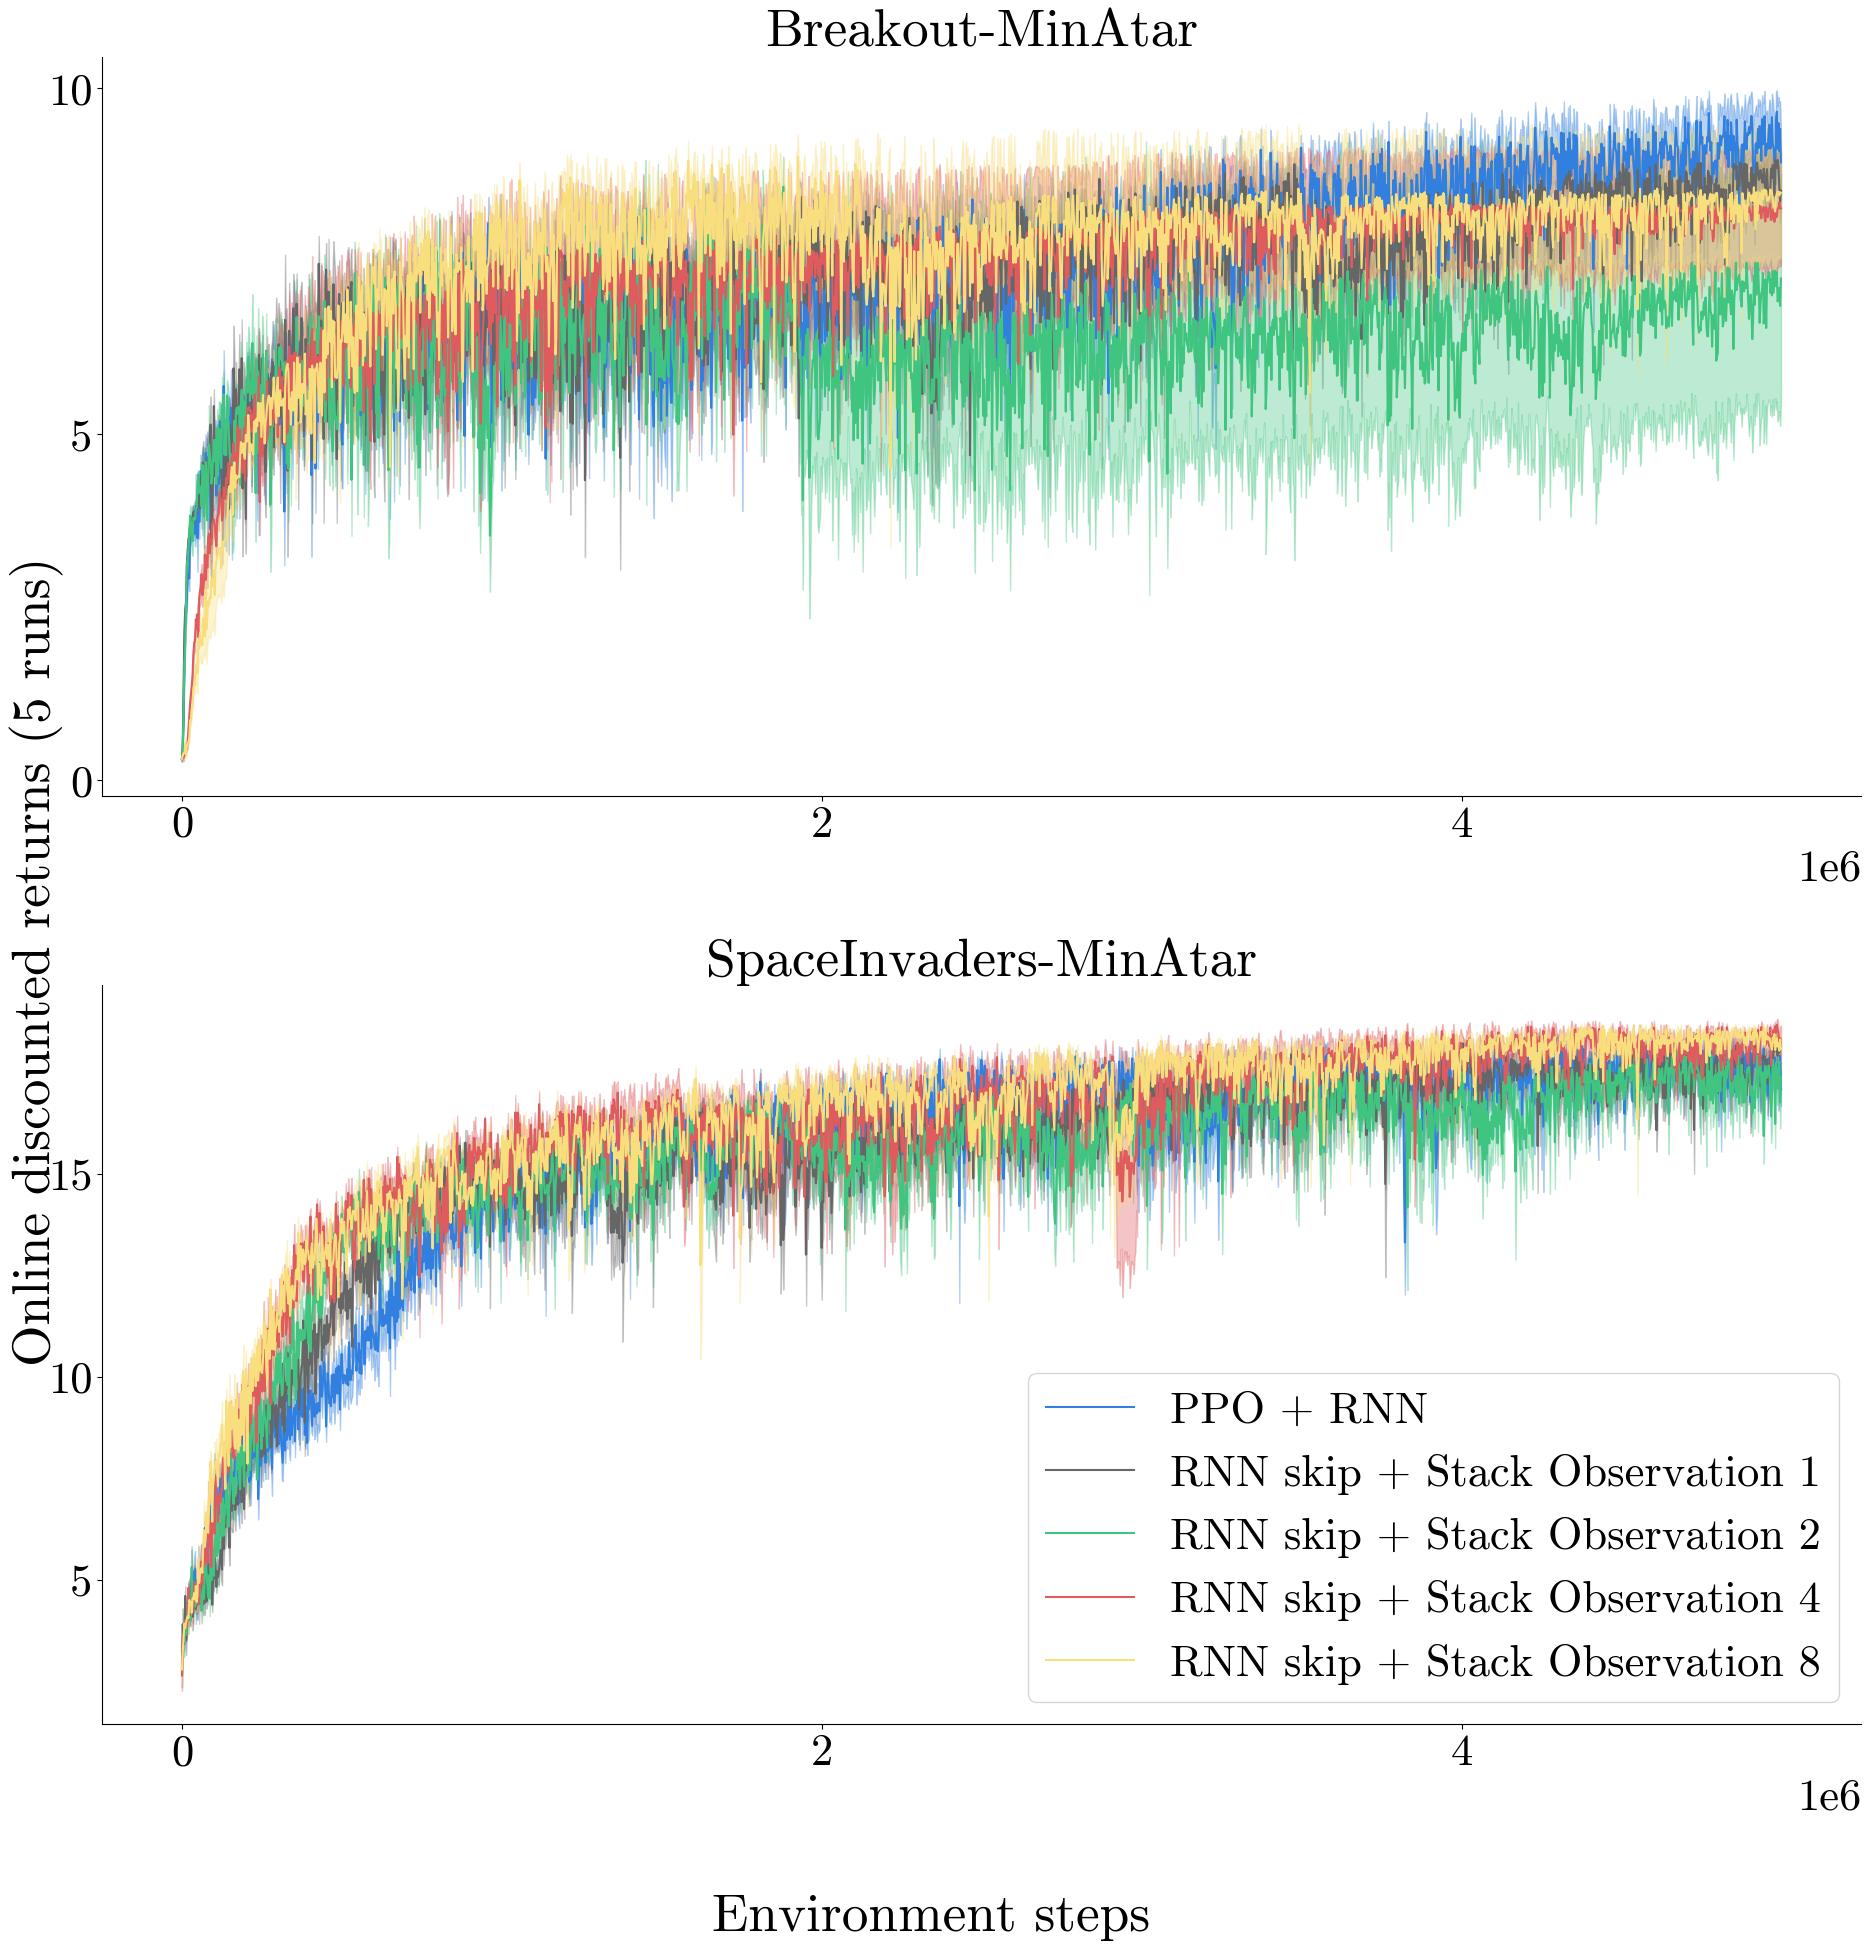 Breakout-MinAtar
10
5
0
0 2 4
1e6
Online discounted returns (5 runs)
SpaceInvaders-MinAtar
15
10
5
0 2 4
1e6
PPO + RNN
RNN skip + Stack Observation 1
RNN skip + Stack Observation 2
RNN skip + Stack Observation 4
RNN skip + Stack Observation 8
Environment steps